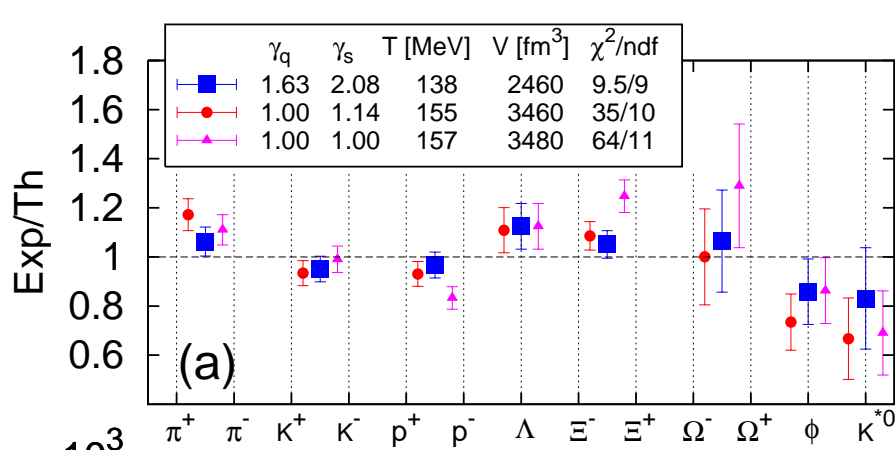 γq γs T [MeV] V [fm³] χ²/ndf
1.63 2.08 138 2460 9.5/9
1.00 1.14 155 3460 35/10
1.00 1.00 157 3480 64/11
1.8
1.6
1.4
1.2
1
0.8
0.6
Exp/Th
(a)
π⁺ π⁻ K⁺ K⁻ p⁺ p⁻ Λ Ξ⁻ Ξ⁺ Ω⁻ Ω⁺ ϕ K*⁰
10³